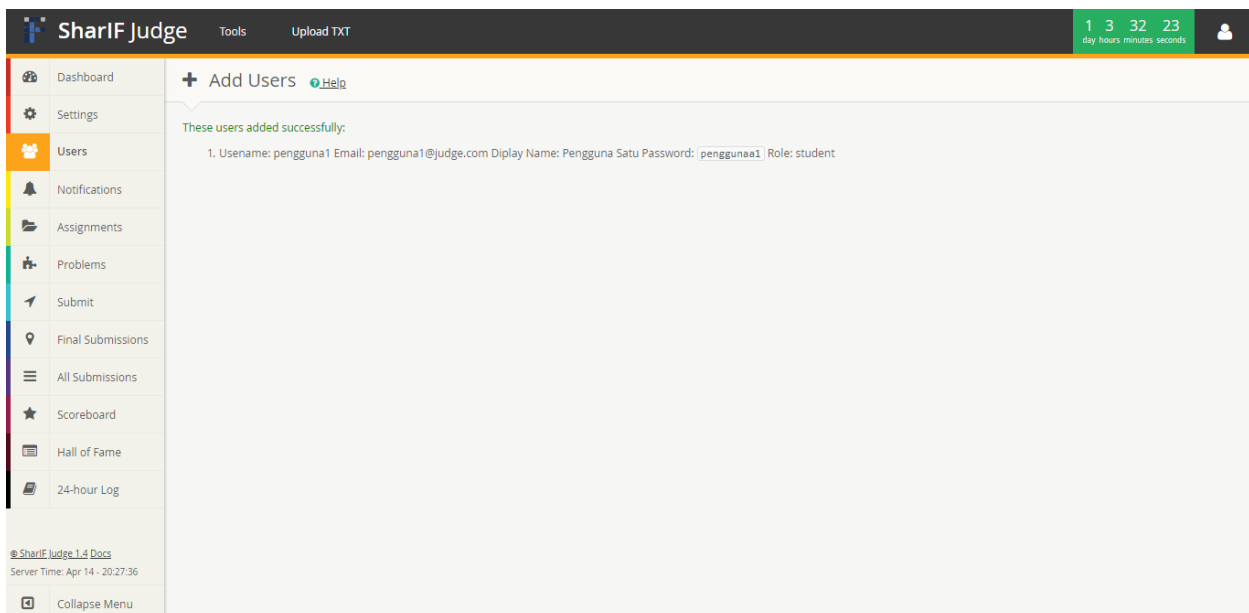 SharIF Judge Tools Upload TXT 1 3 32 23
day hours minutes seconds
Dashboard
Settings
Users
Notifications
Assignments
Problems
Submit
Final Submissions
All Submissions
Scoreboard
Hall of Fame
24-hour Log
© SharIF Judge 1.4 Docs
Server Time: Apr 14 - 20:27:36
Collapse Menu
Add Users Help
These users added successfully:
1. Usename: pengguna1 Email: pengguna1@judge.com Diplay Name: Pengguna Satu Password: penggunaa1 Role: student